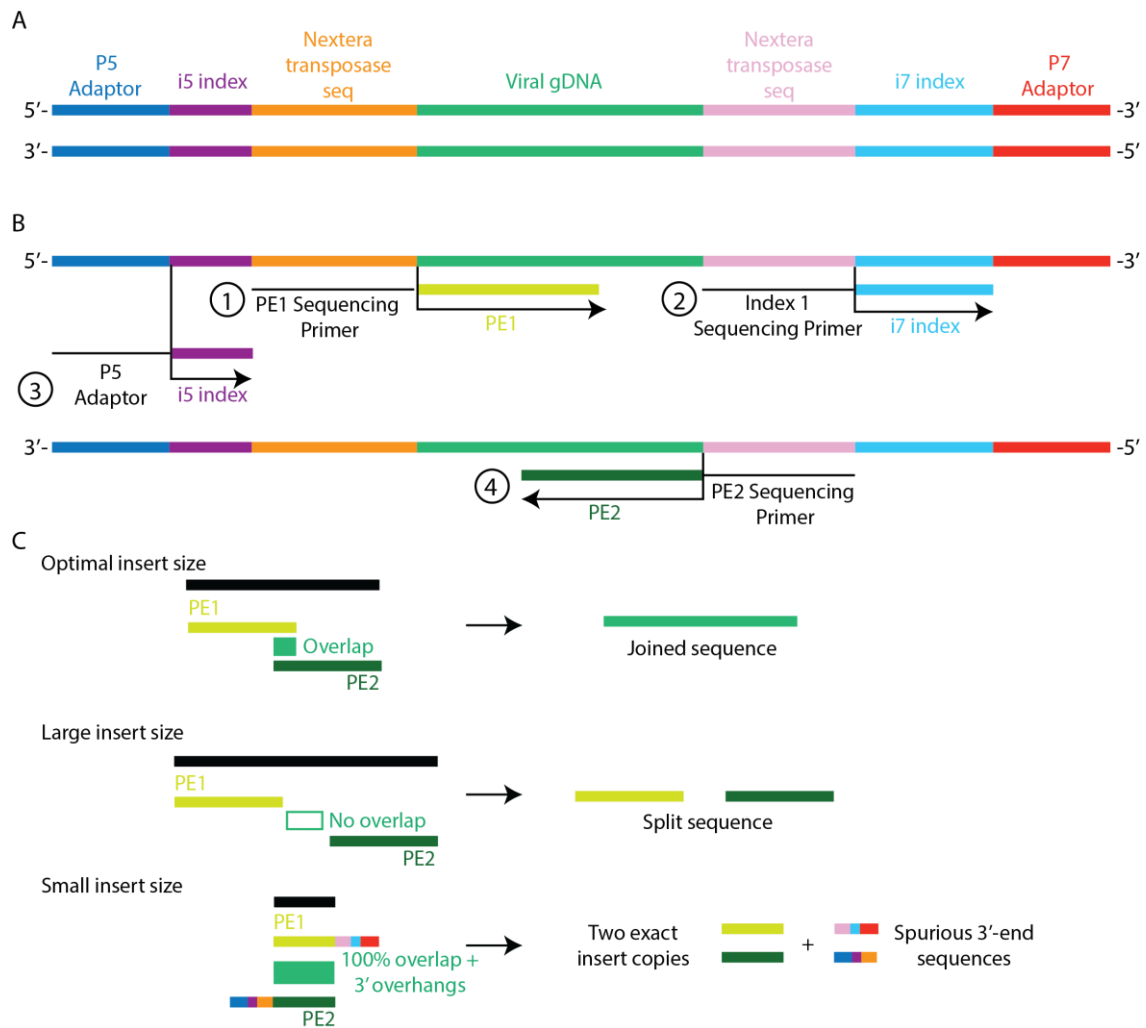 A
P5
Adaptor
i5 index
Nextera
transposase
seq
Viral gDNA
Nextera
transposase
seq
i7 index
P7
Adaptor
5′-
-3′
3′-
-5′
B
5′-
-3′
1
PE1 Sequencing
Primer
PE1
2
Index 1
Sequencing Primer
i7 index
3
P5
Adaptor
i5 index
3′-
-5′
4
PE2
PE2 Sequencing
Primer
C
Optimal insert size
PE1
Overlap
PE2
Joined sequence
Large insert size
PE1
No overlap
PE2
Split sequence
Small insert size
PE1
100% overlap +
3′ overhangs
PE2
Two exact
insert copies
+
Spurious 3′-end
sequences